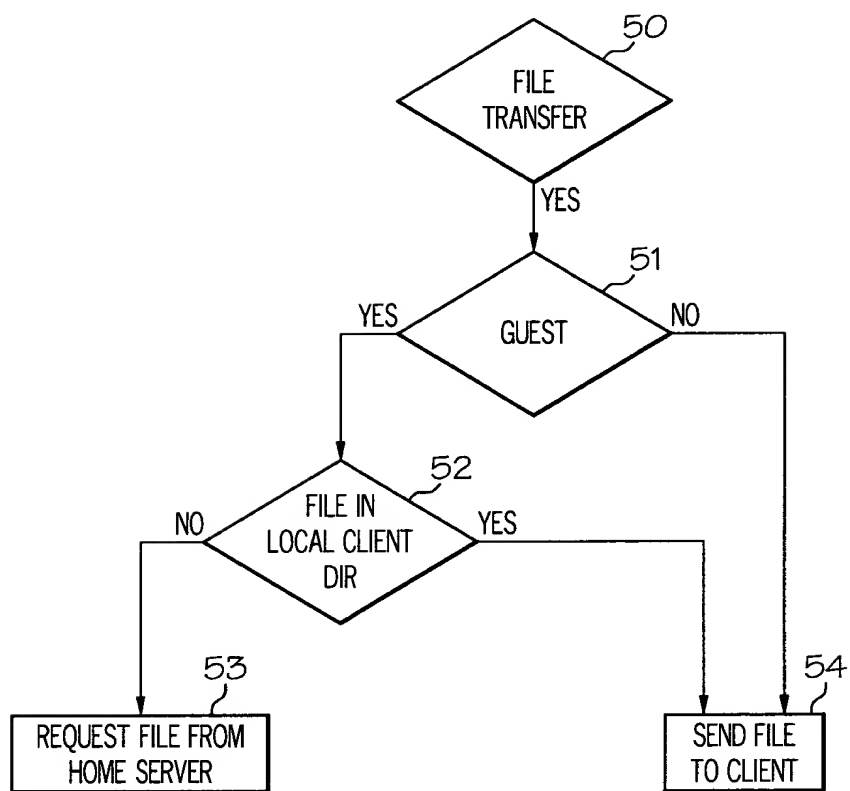 50
FILE
TRANSFER
YES
51
YES
GUEST
NO
52
NO
FILE IN
LOCAL CLIENT
DIR
YES
53
REQUEST FILE FROM
HOME SERVER
54
SEND FILE
TO CLIENT